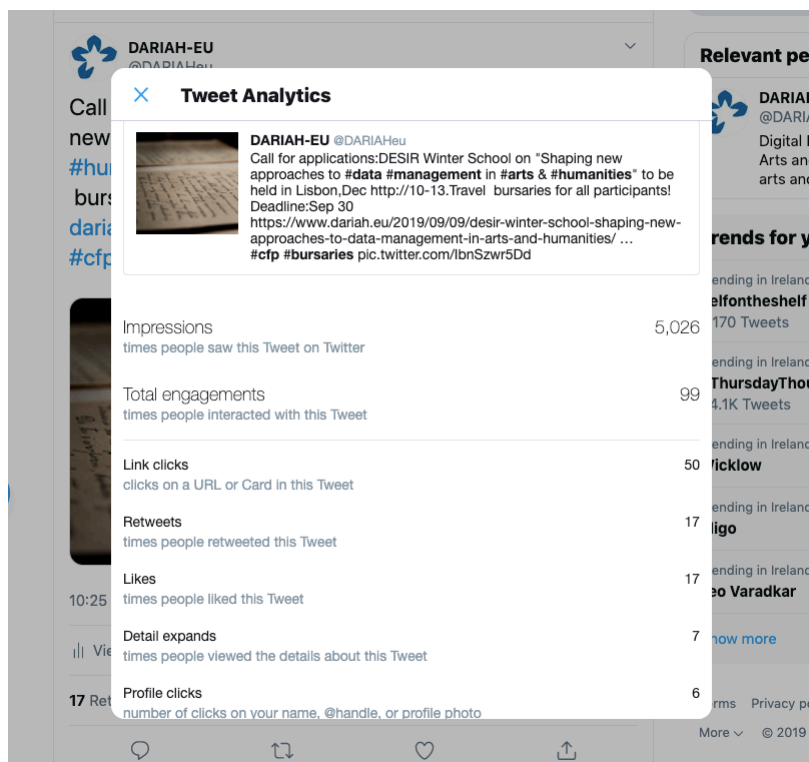 DARIAH-EU
@DARIAHeu
Call
new
#hu
burs
daria
#cfp
Tweet Analytics
DARIAH-EU @DARIAHeu
Call for applications:DESIR Winter School on "Shaping new
approaches to #data #management in #arts & #humanities" to be
held in Lisbon,Dec http://10-13.Travel  bursaries for all participants!
Deadline:Sep 30
https://www.dariah.eu/2019/09/09/desir-winter-school-shaping-new-
approaches-to-data-management-in-arts-and-humanities/ …
#cfp #bursaries pic.twitter.com/IbnSzwr5Dd
Impressions 5,026
times people saw this Tweet on Twitter
Total engagements 99
times people interacted with this Tweet
Link clicks 50
clicks on a URL or Card in this Tweet
Retweets 17
times people retweeted this Tweet
Likes 17
times people liked this Tweet
Detail expands 7
times people viewed the details about this Tweet
Profile clicks 6
number of clicks on your name, @handle, or profile photo
10:25
Vie
17 Ret
Relevant pe
DARIAH
@DARIA
Digital
Arts an
arts and
rends for y
ending in Ireland
elfontheshelf
170 Tweets
ending in Ireland
ThursdayThou
4.1K Tweets
ending in Ireland
icklow
ending in Ireland
ligo
ending in Ireland
eo Varadkar
how more
rms Privacy po
More © 2019